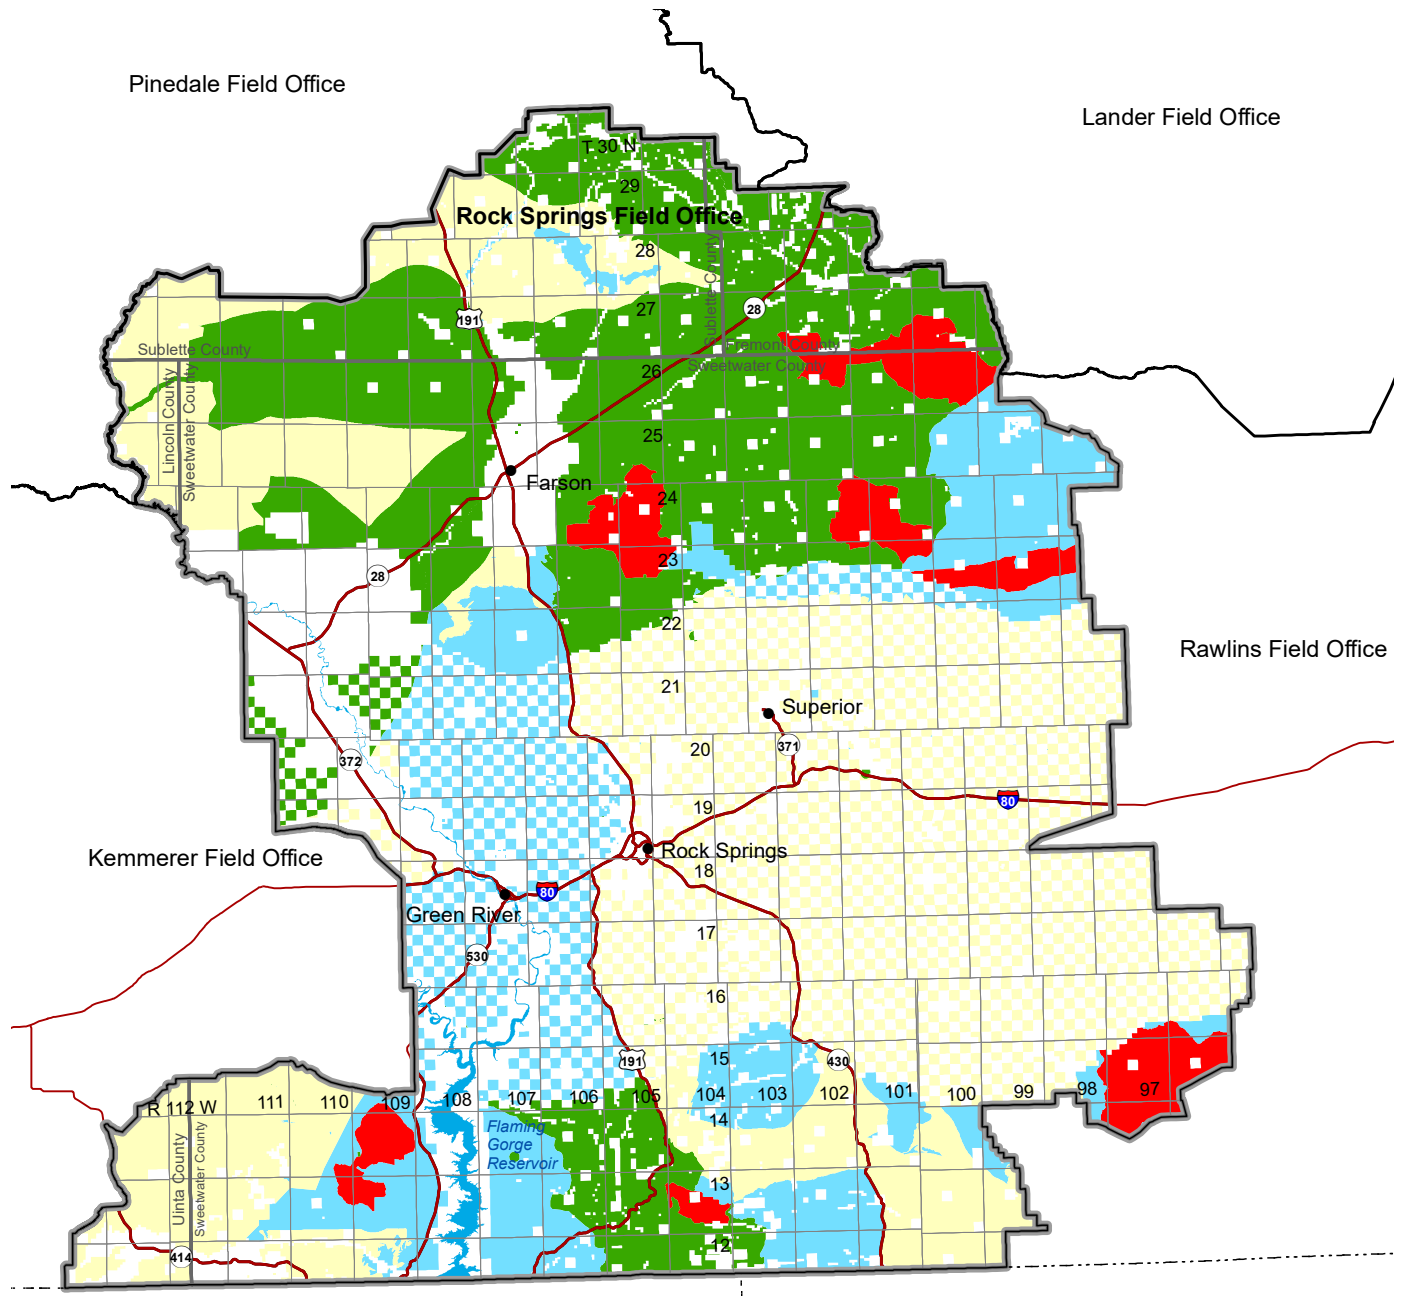 Pinedale Field Office
Lander Field Office
T 30 N
29
Rock Springs Field Office
28
Sublette County
27
191
28
Fremont County
Sublette County
Sweetwater County
26
Lincoln County
Sweetwater County
25
Farson
24
23
28
22
Rawlins Field Office
21
Superior
20
371
372
19
80
Rock Springs
Kemmerer Field Office
18
80
Green River
17
530
16
15
191
430
R 112 W
111
110
109
108
107
106
105
104
103
102
101
100
99
98
97
14
Flaming
Gorge
Reservoir
13
Uinta County
Sweetwater County
12
414